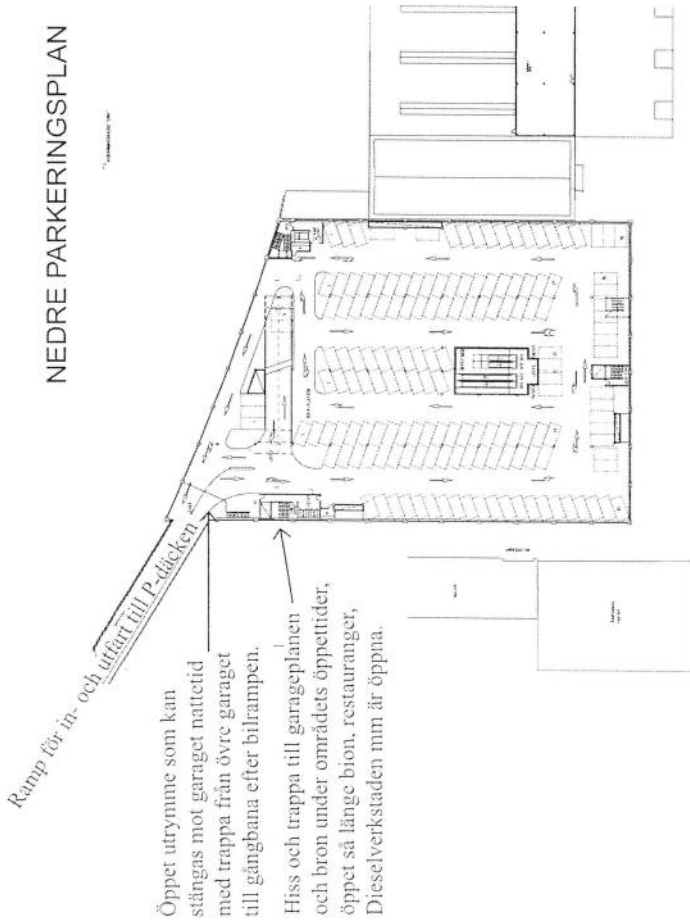 NEDRE PARKERINGSPLAN
Ramp för in- och utfart till P-däcken
Öppet utrymme som kan
stängas mot garaget nattetid
med trappa från övre garaget
till gångbana efter bilrampen.
Hiss och trappa till garageplanen
och bron under områdets öppettider,
öppet så länge bion, restauranger,
Dieselverkstaden mm är öppna.